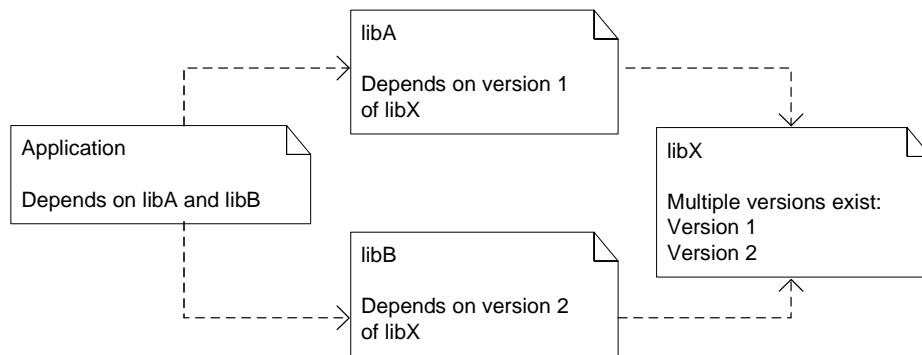 libA
Depends on version 1
of libX
Application
Depends on libA and libB
libX
Multiple versions exist:
Version 1
Version 2
libB
Depends on version 2
of libX